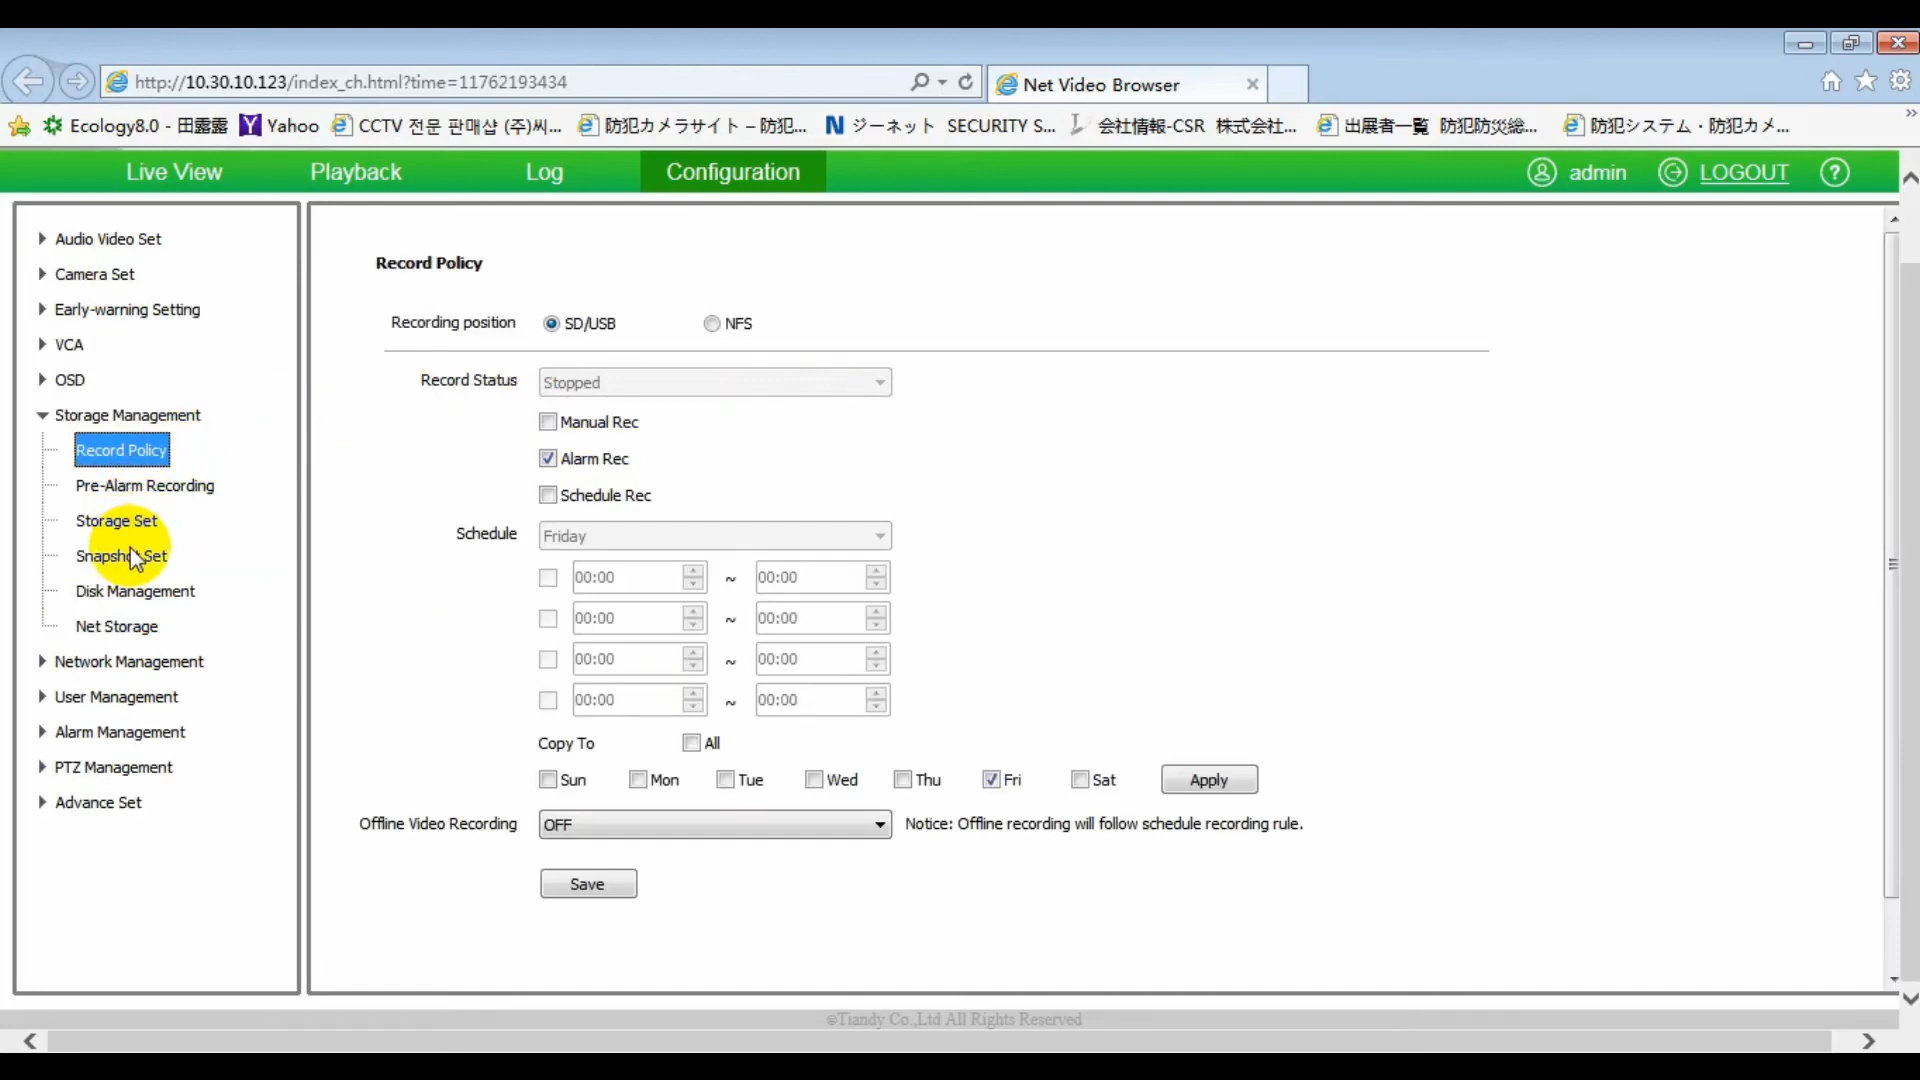 http://10.30.10.123/index_ch.html?time=11762193434
Net Video Browser
Ecology8.0 - 田露露 Yahoo CCTV 전문 판매샵 (주)씨... 防犯カメラサイト – 防犯... ジーネット SECURITY S... 会社情報-CSR 株式会社... 出展者一覧 防犯防災総... 防犯システム・防犯カメ...
Live View Playback Log Configuration admin LOGOUT ?
Audio Video Set
Camera Set
Early-warning Setting
VCA
OSD
Storage Management
Record Policy
Pre-Alarm Recording
Storage Set
Snapshot Set
Disk Management
Net Storage
Network Management
User Management
Alarm Management
PTZ Management
Advance Set
Record Policy
Recording position SD/USB NFS
Record Status Stopped
Manual Rec
Alarm Rec
Schedule Rec
Schedule Friday
00:00 ~ 00:00
00:00 ~ 00:00
00:00 ~ 00:00
00:00 ~ 00:00
Copy To All
Sun Mon Tue Wed Thu Fri Sat Apply
Offline Video Recording OFF Notice: Offline recording will follow schedule recording rule.
Save
©Tiandy Co.,Ltd All Rights Reserved